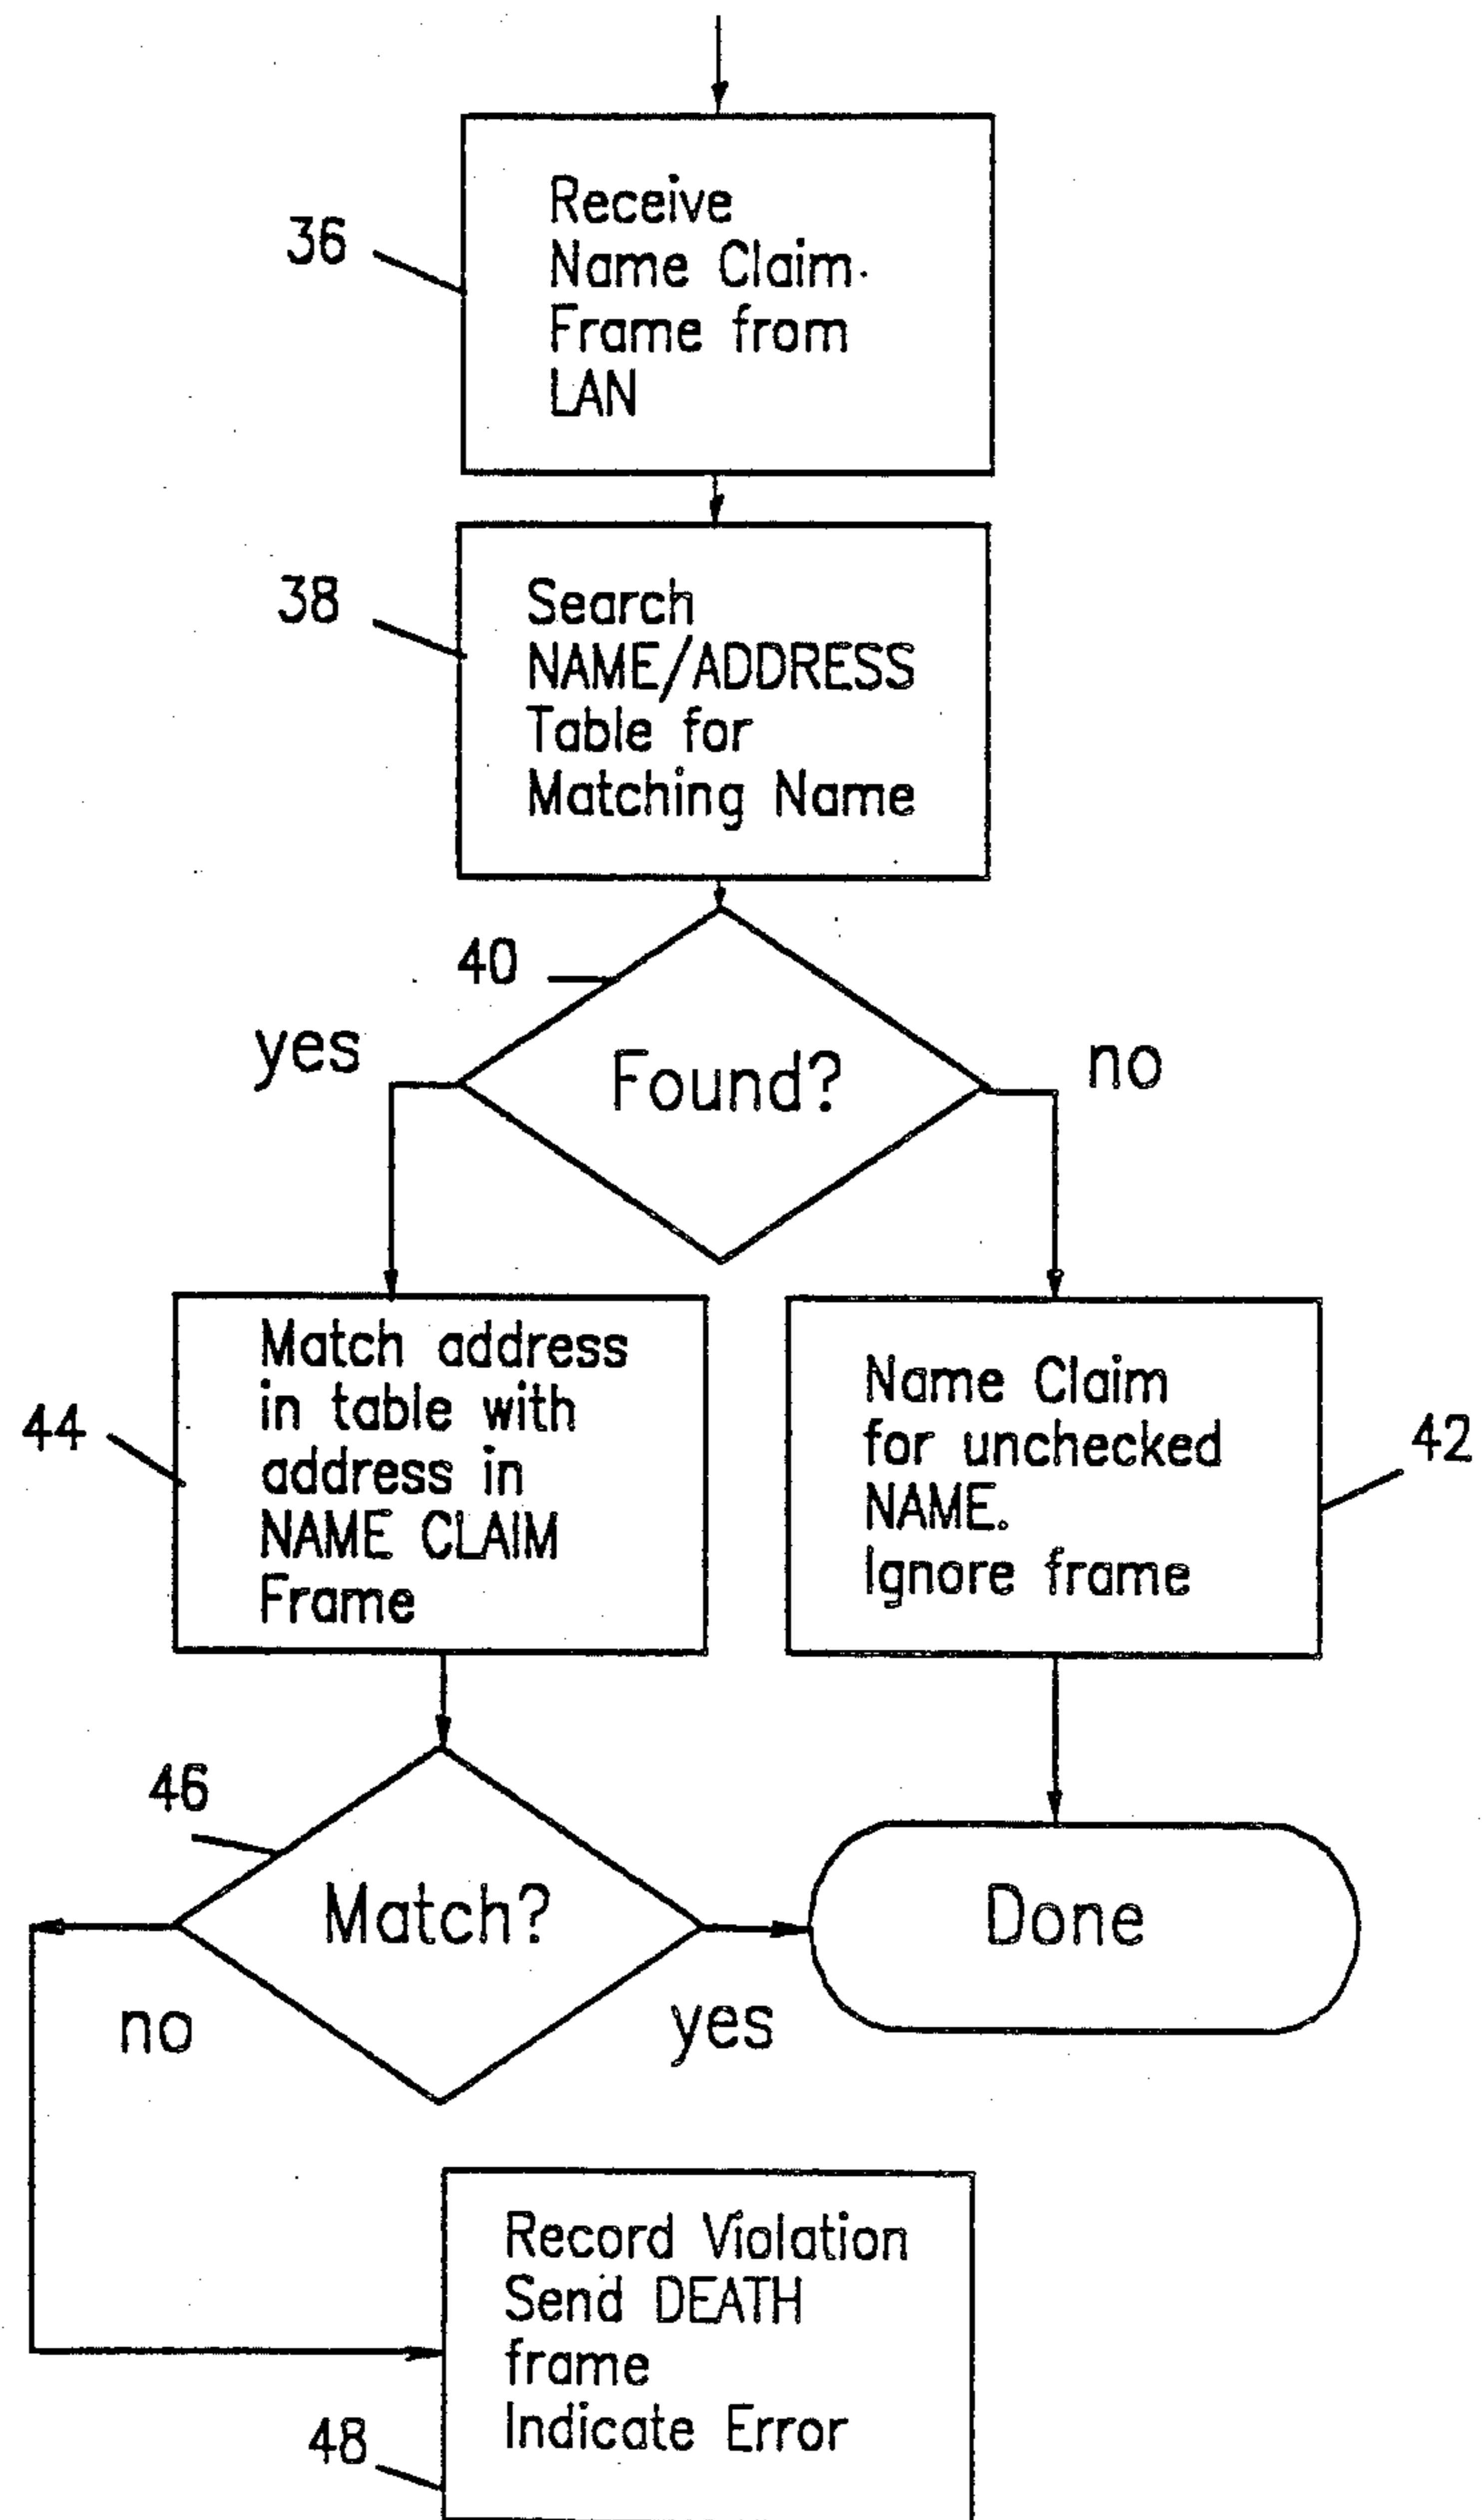 36
Receive
Name Claim
Frame from
LAN
38
Search
NAME/ADDRESS
Table for
Matching Name
40
yes
Found?
no
44
Match address
in table with
address in
NAME CLAIM
Frame
Name Claim
for unchecked
NAME.
Ignore frame
42
46
Match?
Done
no
yes
Record Violation
Send DEATH
frame
Indicate Error
48